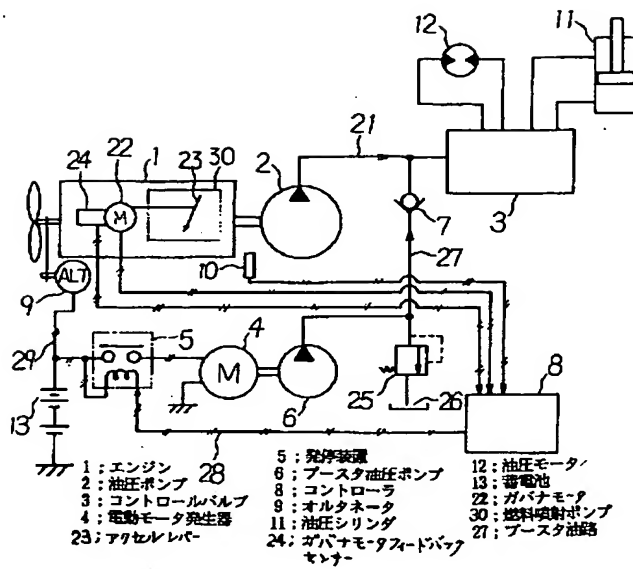 11
12
21
24
22
1
23
30
2
M
3
7
10
27
ALT
9
4
5
8
29
M
25
26
13
6
28
1；エンジン
2；油圧ポンプ
3；コントロールバルブ
4；電動モータ発生器
23；アクセルレバー
5；発停装置
6；ブースタ油圧ポンプ
8；コントローラ
9；オルタネータ
11；油圧シリンダ
24；ガバナモータフィードバック
センサー
12；油圧モータ
13；蓄電池
22；ガバナモータ
30；燃料噴射ポンプ
27；ブースタ油路